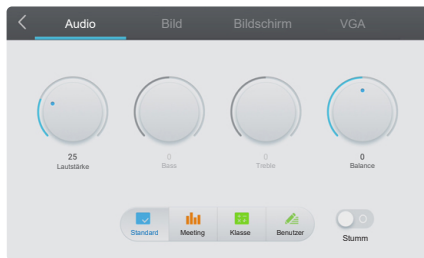 Audio Bild Bildschirm VGA
25 0 0 0
Lautstärke Bass Treble Balance
Standard Meeting Klasse Benutzer
Stumm